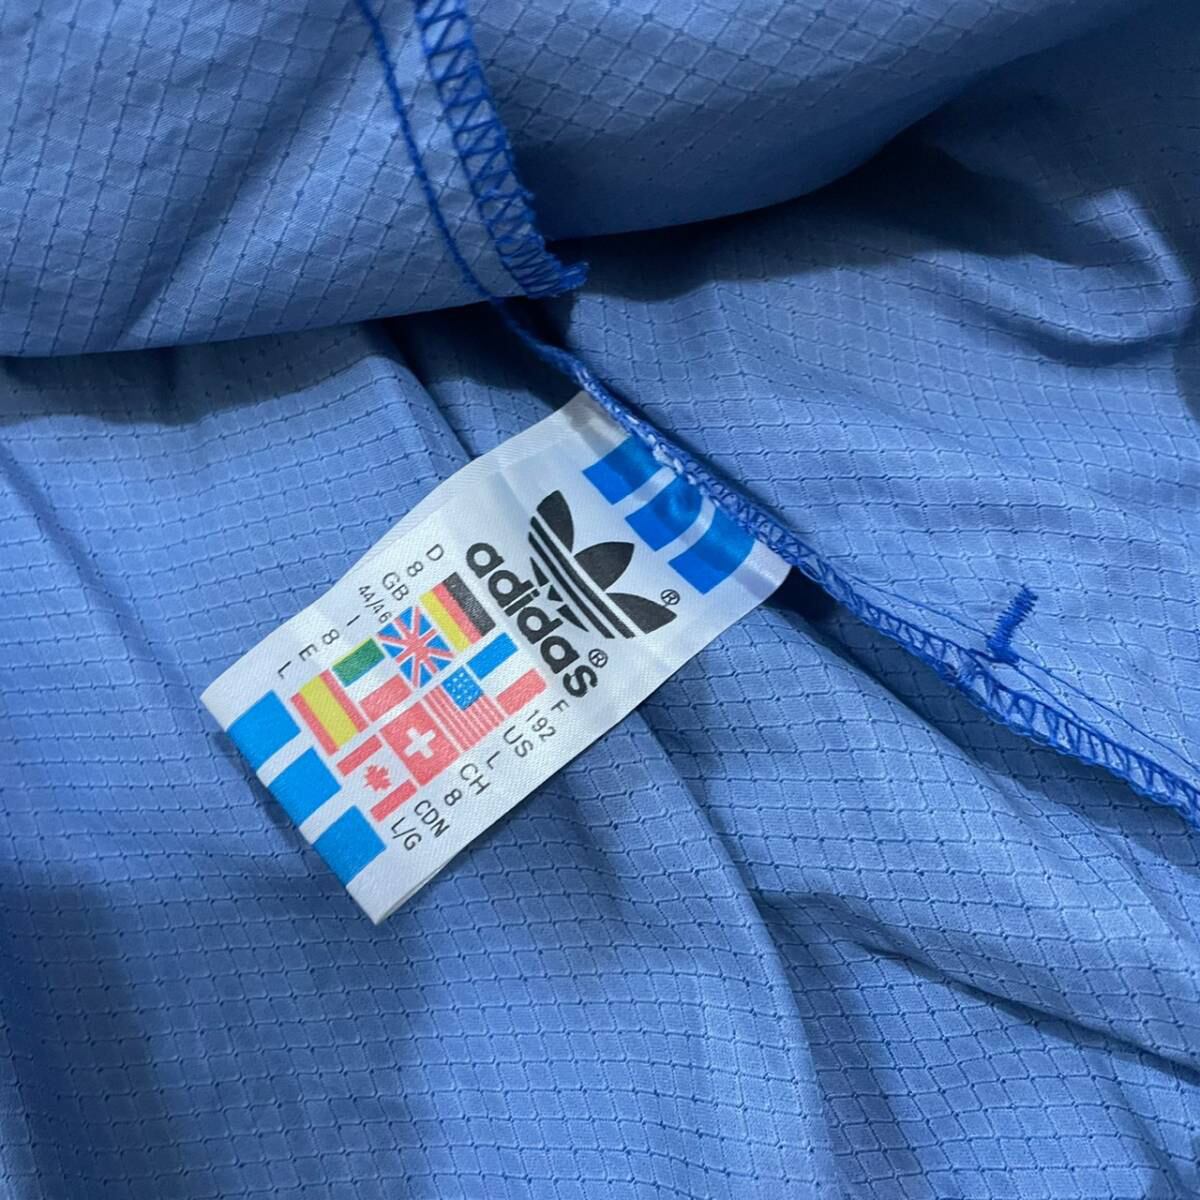 adidas®
®
D 8
GB 44/46
I 8
E L
F 192
US L
CH 8
CDN L/G